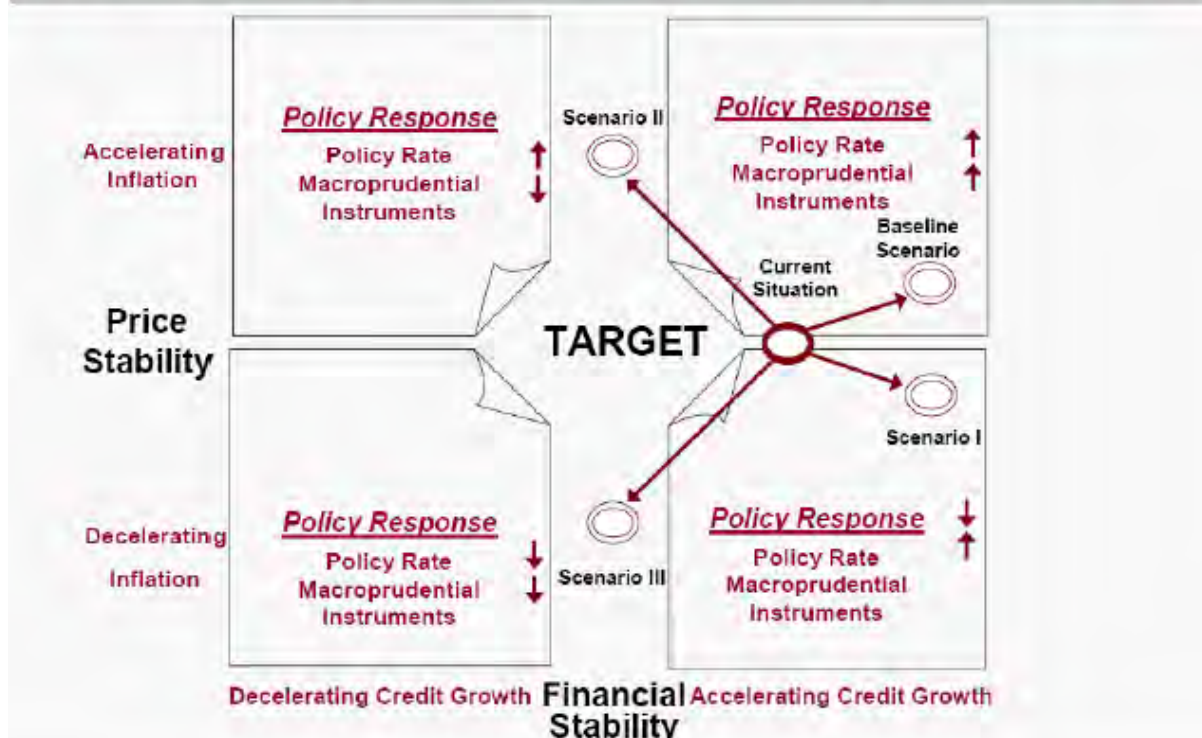 Policy Response
Policy Rate
Macroprudential
Instruments
Scenario II
Policy Response
Policy Rate
Macroprudential
Instruments
Accelerating
Inflation
Baseline
Scenario
Current
Situation
Price
Stability
TARGET
Scenario I
Decelerating
Inflation
Policy Response
Policy Rate
Macroprudential
Instruments
Scenario III
Policy Response
Policy Rate
Macroprudential
Instruments
Decelerating Credit Growth
Financial
Stability
Accelerating Credit Growth